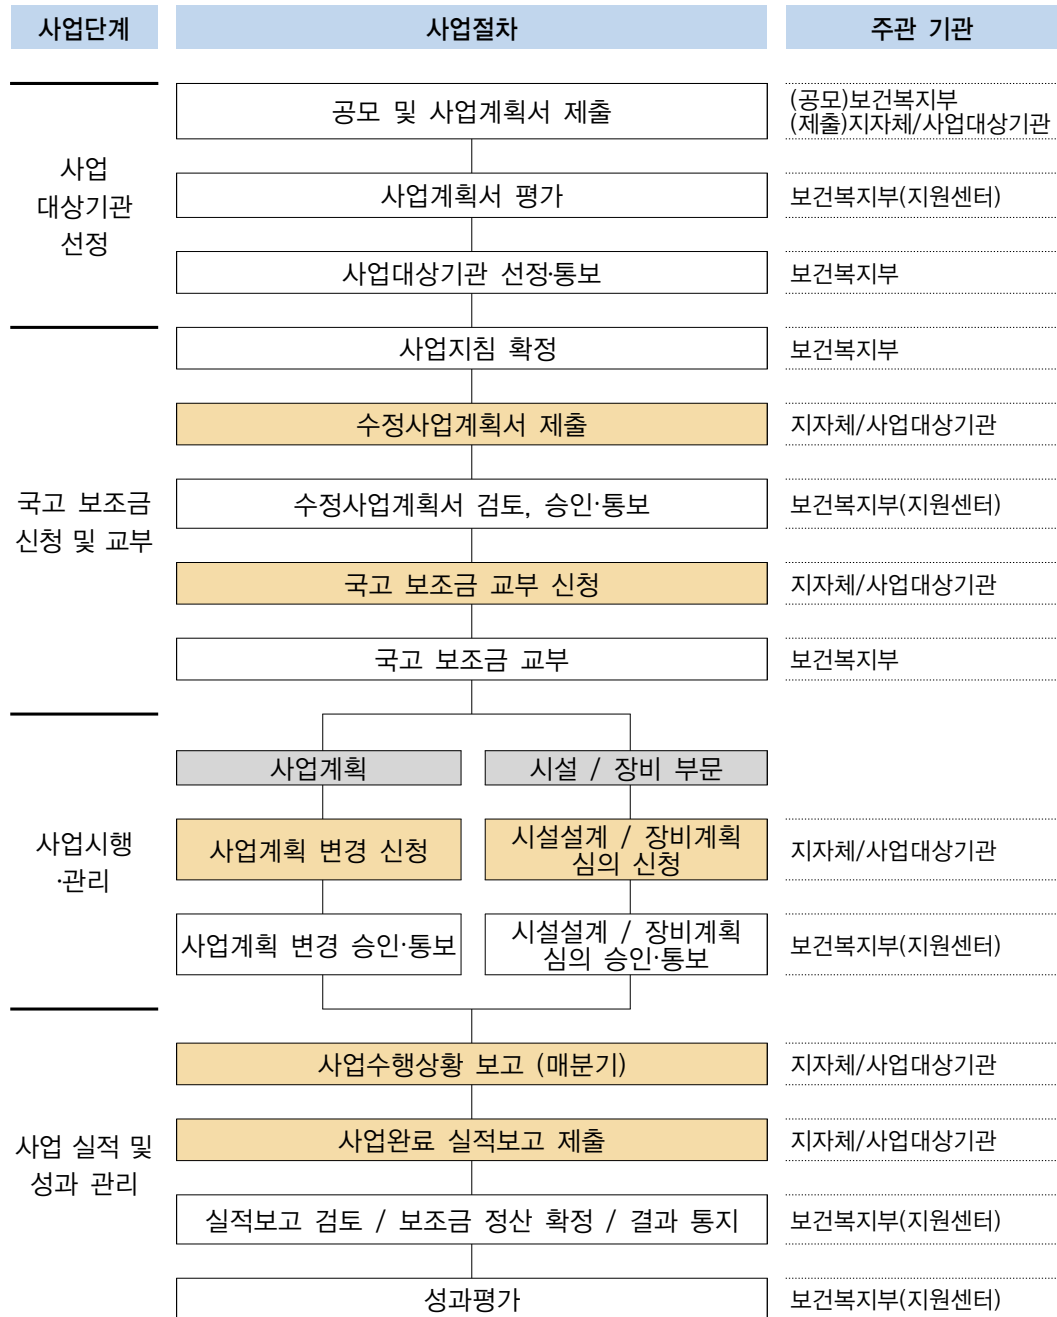 사업단계
사업절차
주관 기관
사업
대상기관
선정
공모 및 사업계획서 제출
(공모)보건복지부
(제출)지자체/사업대상기관
사업계획서 평가
보건복지부(지원센터)
사업대상기관 선정·통보
보건복지부
국고 보조금
신청 및 교부
사업지침 확정
보건복지부
수정사업계획서 제출
지자체/사업대상기관
수정사업계획서 검토, 승인·통보
보건복지부(지원센터)
국고 보조금 교부 신청
지자체/사업대상기관
국고 보조금 교부
보건복지부
사업시행
·관리
사업계획
시설 / 장비 부문
사업계획 변경 신청
시설설계 / 장비계획
심의 신청
지자체/사업대상기관
사업계획 변경 승인·통보
시설설계 / 장비계획
심의 승인·통보
보건복지부(지원센터)
사업 실적 및
성과 관리
사업수행상황 보고 (매분기)
지자체/사업대상기관
사업완료 실적보고 제출
지자체/사업대상기관
실적보고 검토 / 보조금 정산 확정 / 결과 통지
보건복지부(지원센터)
성과평가
보건복지부(지원센터)